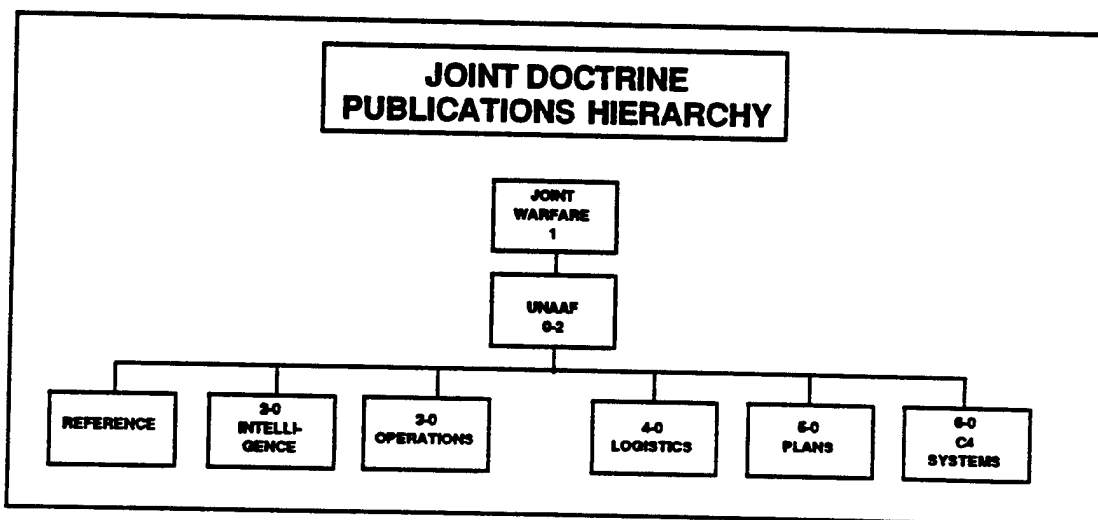 JOINT DOCTRINE
PUBLICATIONS HIERARCHY
JOINT
WARFARE
1
UNAAF
0-2
REFERENCE
2-0
INTELLI-
GENCE
3-0
OPERATIONS
4-0
LOGISTICS
5-0
PLANS
6-0
C4
SYSTEMS